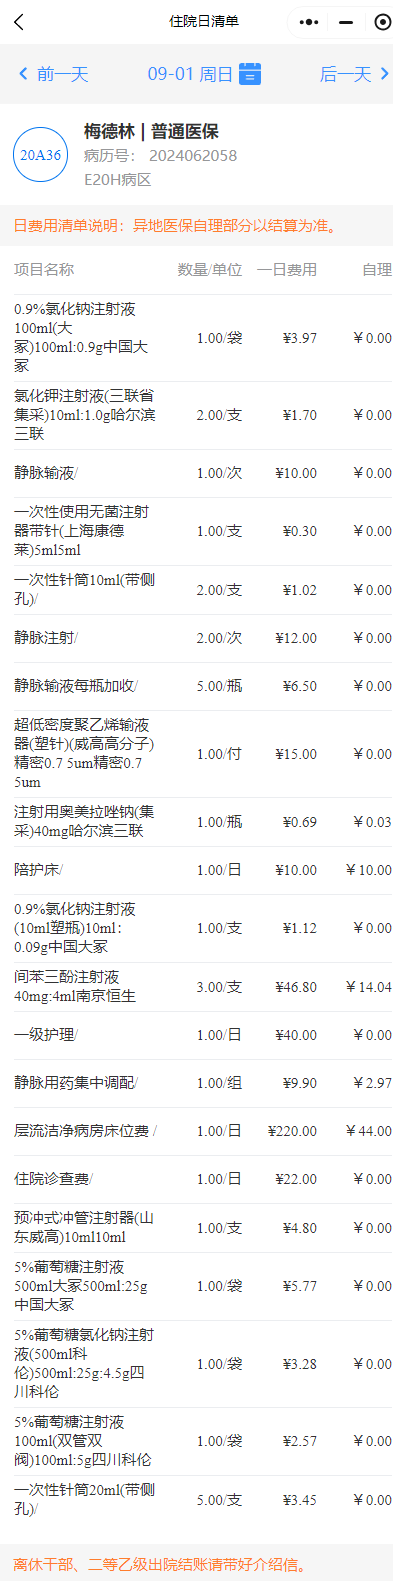 住院日清单
前一天 09-01 周日 后一天
20A36
梅德林 | 普通医保
病历号： 2024062058
E20H病区
日费用清单说明：异地医保自理部分以结算为准。
项目名称 数量/单位 一日费用 自理
0.9%氯化钠注射液
100ml(大
冢)100ml:0.9g中国大
冢
1.00/袋 ¥3.97 ￥0.00
氯化钾注射液(三联省
集采)10ml:1.0g哈尔滨
三联
2.00/支 ¥1.70 ￥0.00
静脉输液/ 1.00/次 ¥10.00 ￥0.00
一次性使用无菌注射
器带针(上海康德
莱)5ml5ml
1.00/支 ¥0.30 ￥0.00
一次性针筒10ml(带侧
孔)/
2.00/支 ¥1.02 ￥0.00
静脉注射/ 2.00/次 ¥12.00 ￥0.00
静脉输液每瓶加收/ 5.00/瓶 ¥6.50 ￥0.00
超低密度聚乙烯输液
器(塑针)(威高高分子)
精密0.7 5um精密0.7
5um
1.00/付 ¥15.00 ￥0.00
注射用奥美拉唑钠(集
采)40mg哈尔滨三联
1.00/瓶 ¥0.69 ￥0.03
陪护床/ 1.00/日 ¥10.00 ￥10.00
0.9%氯化钠注射液
(10ml塑瓶)10ml：
0.09g中国大冢
1.00/支 ¥1.12 ￥0.00
间苯三酚注射液
40mg:4ml南京恒生
3.00/支 ¥46.80 ￥14.04
一级护理/ 1.00/日 ¥40.00 ￥0.00
静脉用药集中调配/ 1.00/组 ¥9.90 ￥2.97
层流洁净病房床位费 / 1.00/日 ¥220.00 ￥44.00
住院诊查费/ 1.00/日 ¥22.00 ￥0.00
预冲式冲管注射器(山
东威高)10ml10ml
1.00/支 ¥4.80 ￥0.00
5%葡萄糖注射液
500ml大冢500ml:25g
中国大冢
1.00/袋 ¥5.77 ￥0.00
5%葡萄糖氯化钠注射
液(500ml科
伦)500ml:25g:4.5g四
川科伦
1.00/袋 ¥3.28 ￥0.00
5%葡萄糖注射液
100ml(双管双
阀)100ml:5g四川科伦
1.00/袋 ¥2.57 ￥0.00
一次性针筒20ml(带侧
孔)/
5.00/支 ¥3.45 ￥0.00
离休干部、二等乙级出院结账请带好介绍信。